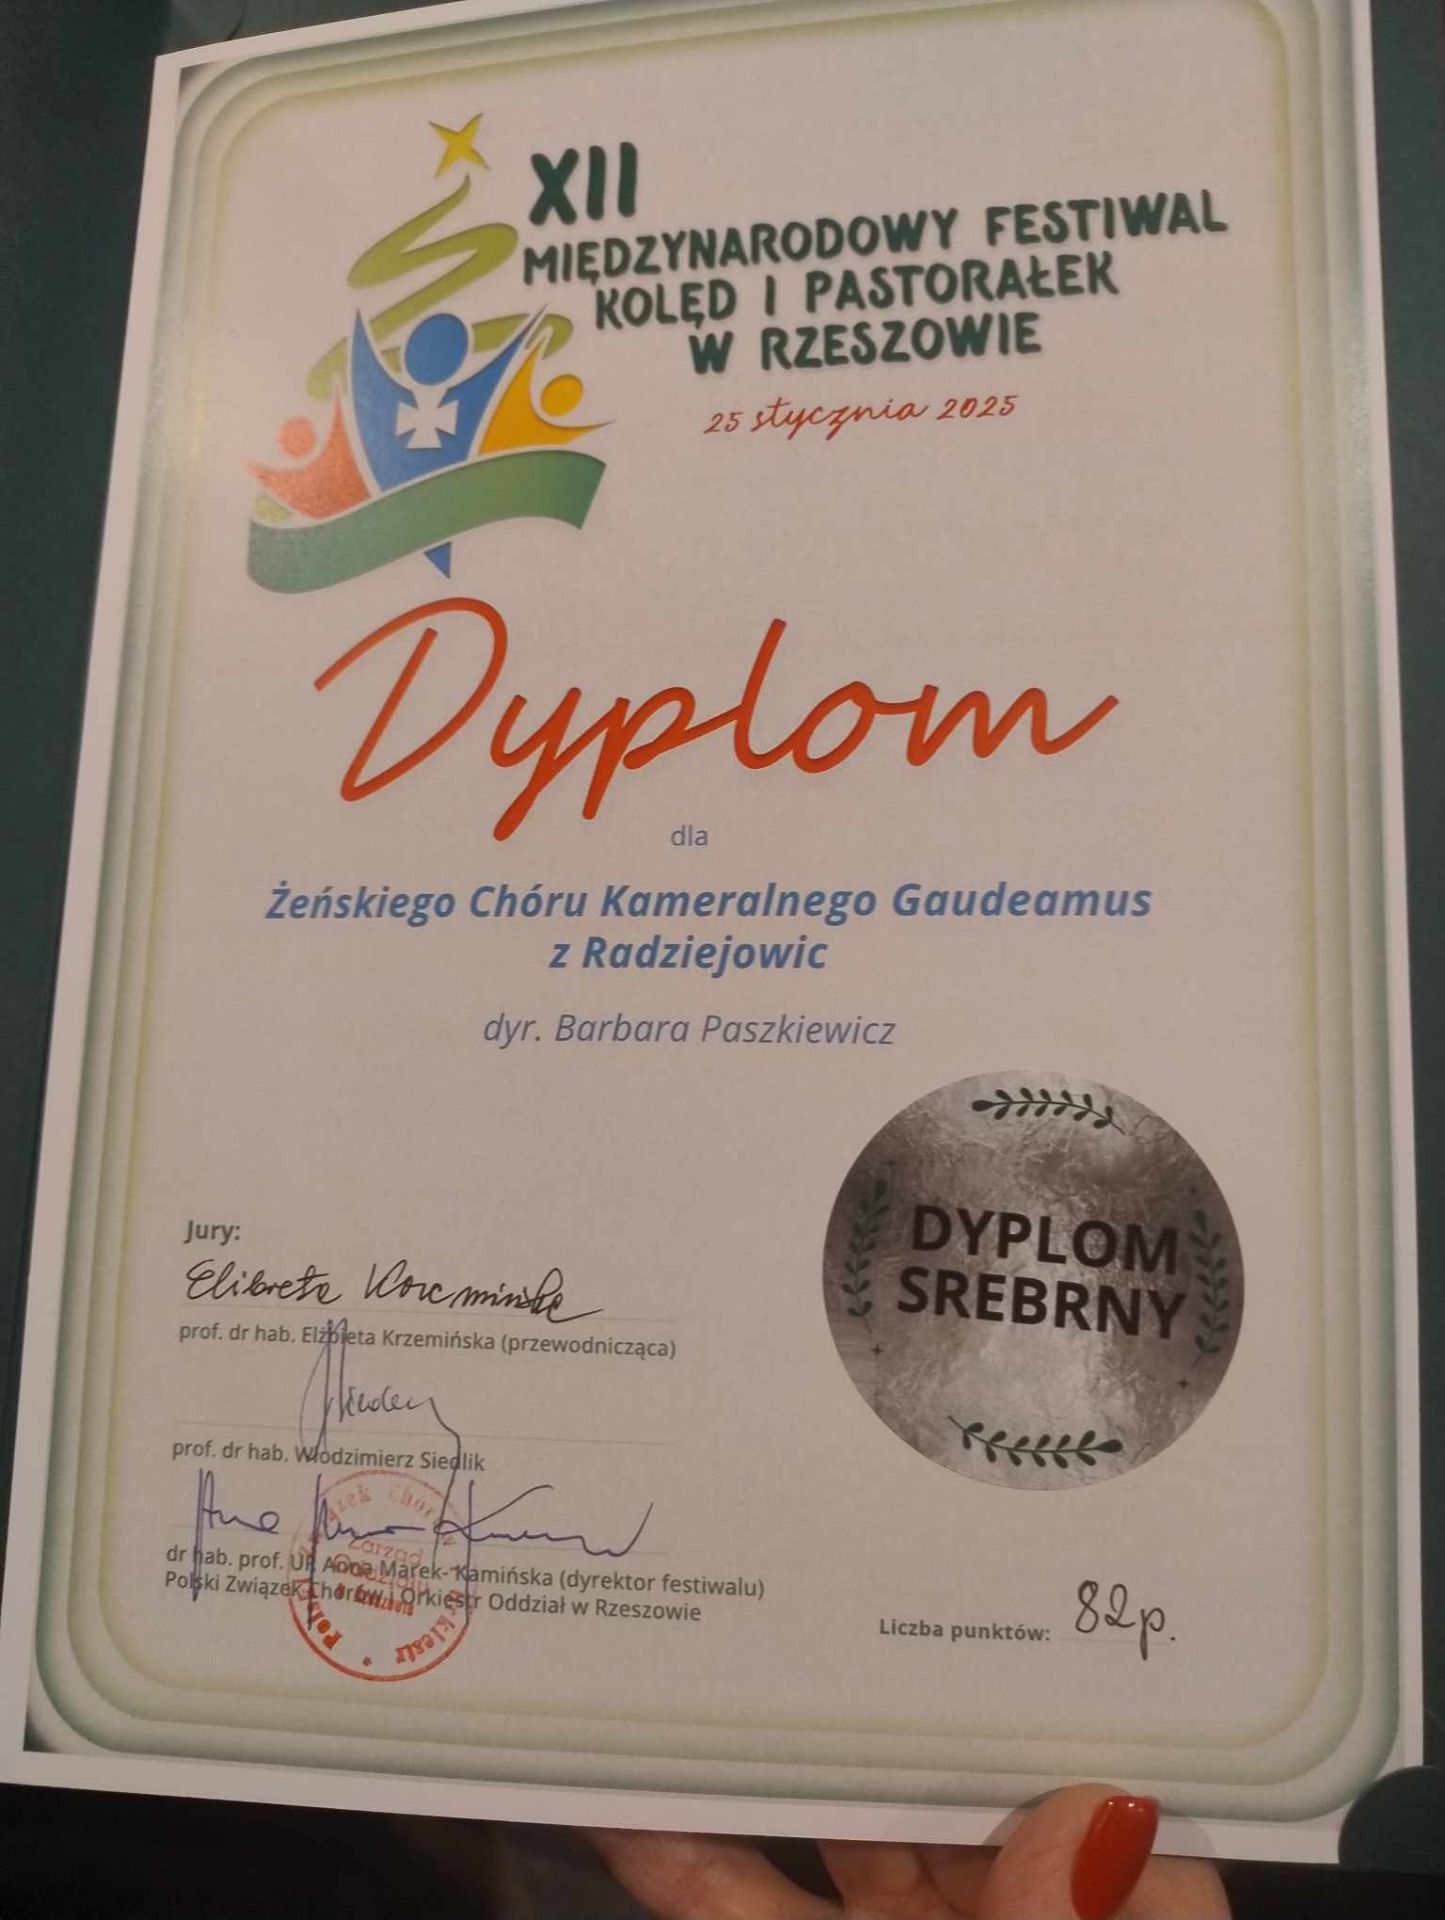 XII
MIĘDZYNARODOWY FESTIWAL
KOLĘD I PASTORAŁEK
W RZESZOWIE
25 stycznia 2025
Dyplom
dla
Żeńskiego Chóru Kameralnego Gaudeamus
z Radziejowic
dyr. Barbara Paszkiewicz
DYPLOM
SREBRNY
Jury:
prof. dr hab. Elżbieta Krzemińska (przewodnicząca)
prof. dr hab. Włodzimierz Siedlik
dr hab. prof. UR Anna Marek-Kamińska (dyrektor festiwalu)
Polski Związek Chórów i Orkiestr Oddział w Rzeszowie
Liczba punktów: 82p.